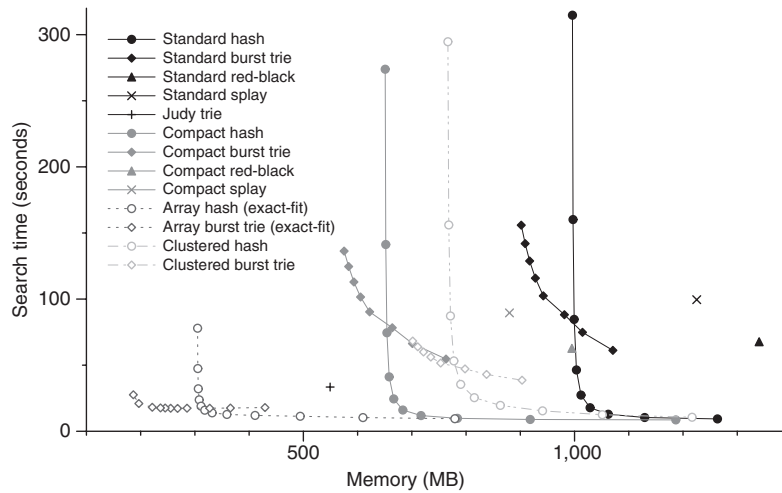 300
200
100
0
Search time (seconds)
Standard hash
Standard burst trie
Standard red-black
Standard splay
Judy trie
Compact hash
Compact burst trie
Compact red-black
Compact splay
Array hash (exact-fit)
Array burst trie (exact-fit)
Clustered hash
Clustered burst trie
500
1,000
Memory (MB)